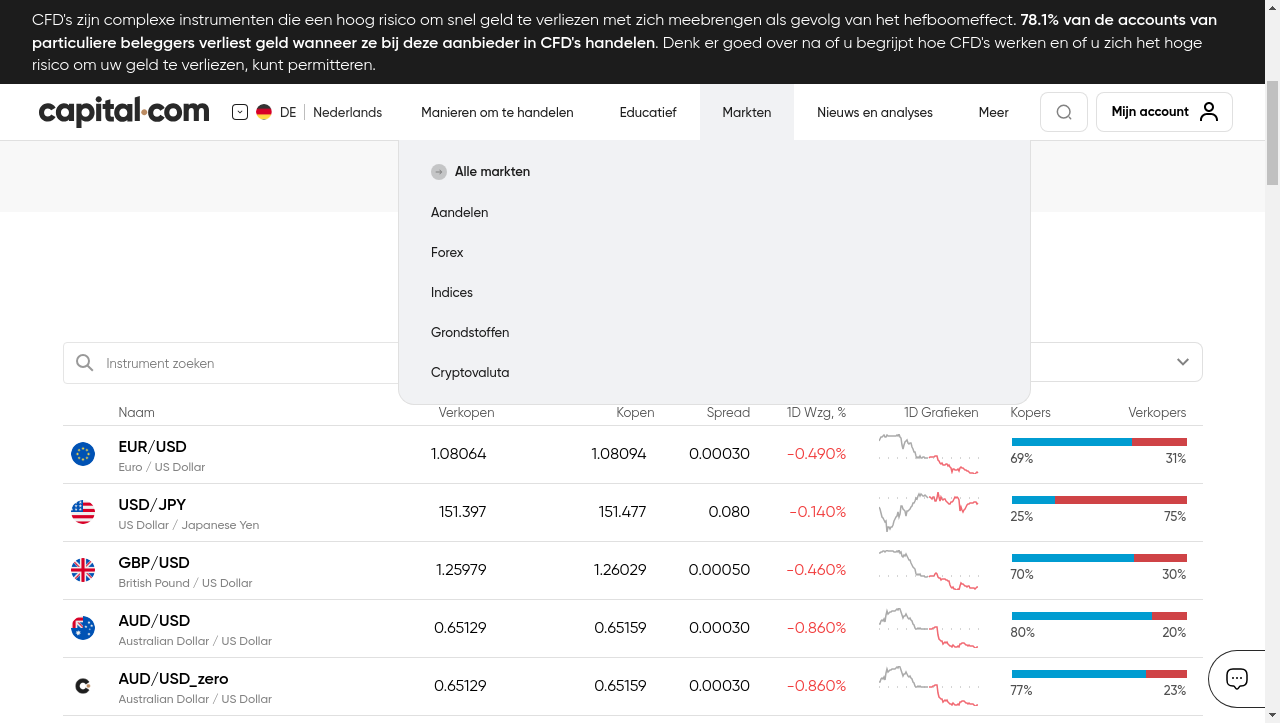 CFD's zijn complexe instrumenten die een hoog risico om snel geld te verliezen met zich meebrengen als gevolg van het hefboomeffect. 78.1% van de accounts van
particuliere beleggers verliest geld wanneer ze bij deze aanbieder in CFD's handelen. Denk er goed over na of u begrijpt hoe CFD's werken en of u zich het hoge
risico om uw geld te verliezen, kunt permitteren.
capital.com DE Nederlands Manieren om te handelen Educatief Markten Nieuws en analyses Meer Mijn account
Alle markten
Aandelen
Forex
Indices
Grondstoffen
Cryptovaluta
Instrument zoeken
Naam Verkopen Kopen Spread 1D Wzg, % 1D Grafieken Kopers Verkopers
EUR/USD 1.08064 1.08094 0.00030 -0.490%
Euro / US Dollar 69% 31%
USD/JPY 151.397 151.477 0.080 -0.140%
US Dollar / Japanese Yen 25% 75%
GBP/USD 1.25979 1.26029 0.00050 -0.460%
British Pound / US Dollar 70% 30%
AUD/USD 0.65129 0.65159 0.00030 -0.860%
Australian Dollar / US Dollar 80% 20%
AUD/USD_zero 0.65129 0.65159 0.00030 -0.860%
Australian Dollar / US Dollar 77% 23%